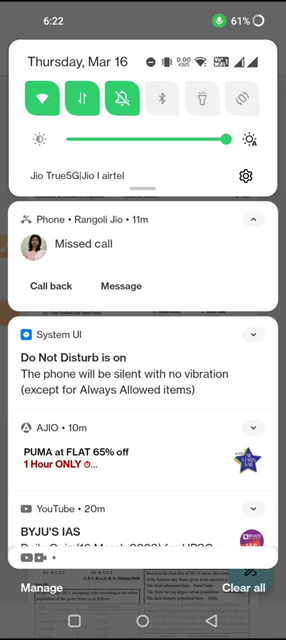 6:22
61%
Thursday, Mar 16
0.00
KB/S
Jio True5G|Jio I airtel
Phone • Rangoli Jio • 11m
Missed call
Call back Message
System UI
Do Not Disturb is on
The phone will be silent with no vibration
(except for Always Allowed items)
AJIO • 10m
PUMA at FLAT 65% off
1 Hour ONLY ⏱...
YouTube • 20m
BYJU'S IAS
Manage Clear all